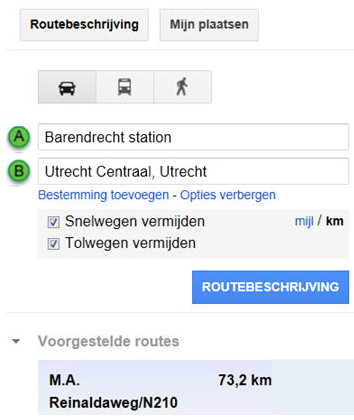 Routebeschrijving Mijn plaatsen
A Barendrecht station
B Utrecht Centraal, Utrecht
Bestemming toevoegen - Opties verbergen
Snelwegen vermijden mijl / km
Tolwegen vermijden
ROUTEBESCHRIJVING
Voorgestelde routes
M.A. 73,2 km
Reinaldaweg/N210